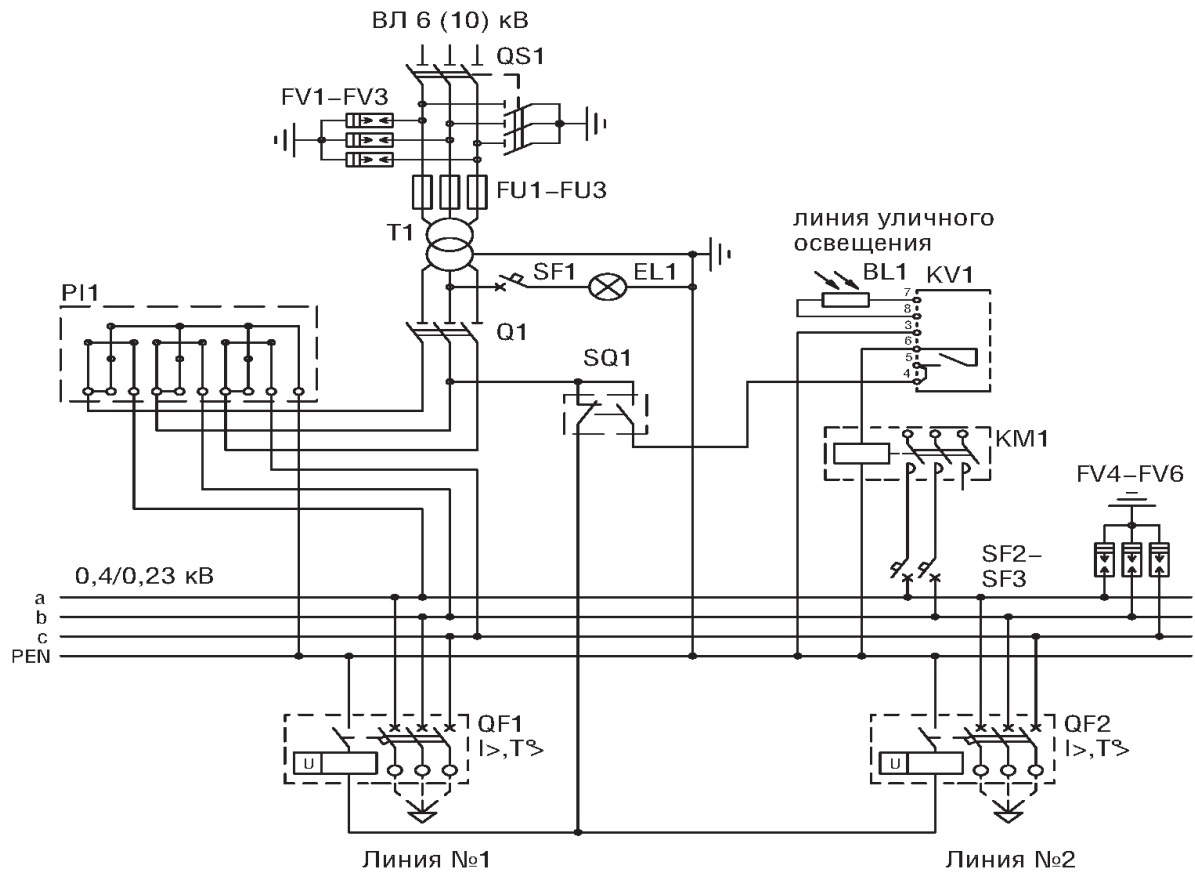 ВЛ 6 (10) кВ
QS1
FV1–FV3
FU1–FU3
T1
линия уличного
освещения
SF1
EL1
BL1
KV1
PI1
7
8
3
6
5
4
Q1
SQ1
KM1
FV4–FV6
SF2–
SF3
0,4/0,23 кВ
a
b
c
PEN
QF1
I>,T°>
U
QF2
I>,T°>
U
Линия №1
Линия №2